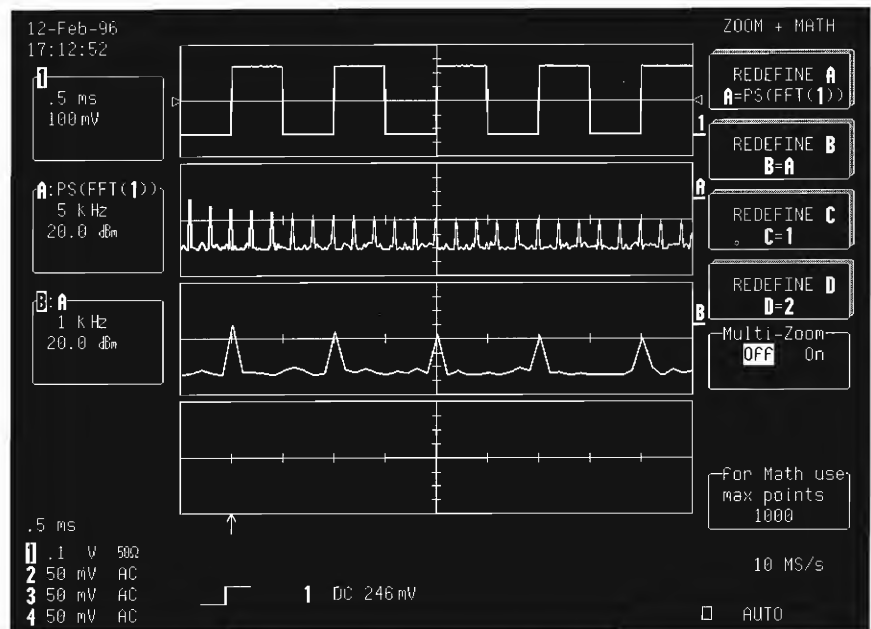 12-Feb-96
17:12:52
1
.5 ms
100 mV
A:PS(FFT(1))
5 kHz
20.0 dBm
B:A
1 kHz
20.0 dBm
1
A
B
ZOOM + MATH
REDEFINE A
A=PS(FFT(1))
REDEFINE B
B=A
REDEFINE C
C=1
REDEFINE D
D=2
Multi-Zoom
Off On
For Math use
max points
1000
.5 ms
1 .1 V 50Ω
2 50 mV AC
3 50 mV AC
4 50 mV AC
1 DC 246 mV
10 MS/s
AUTO